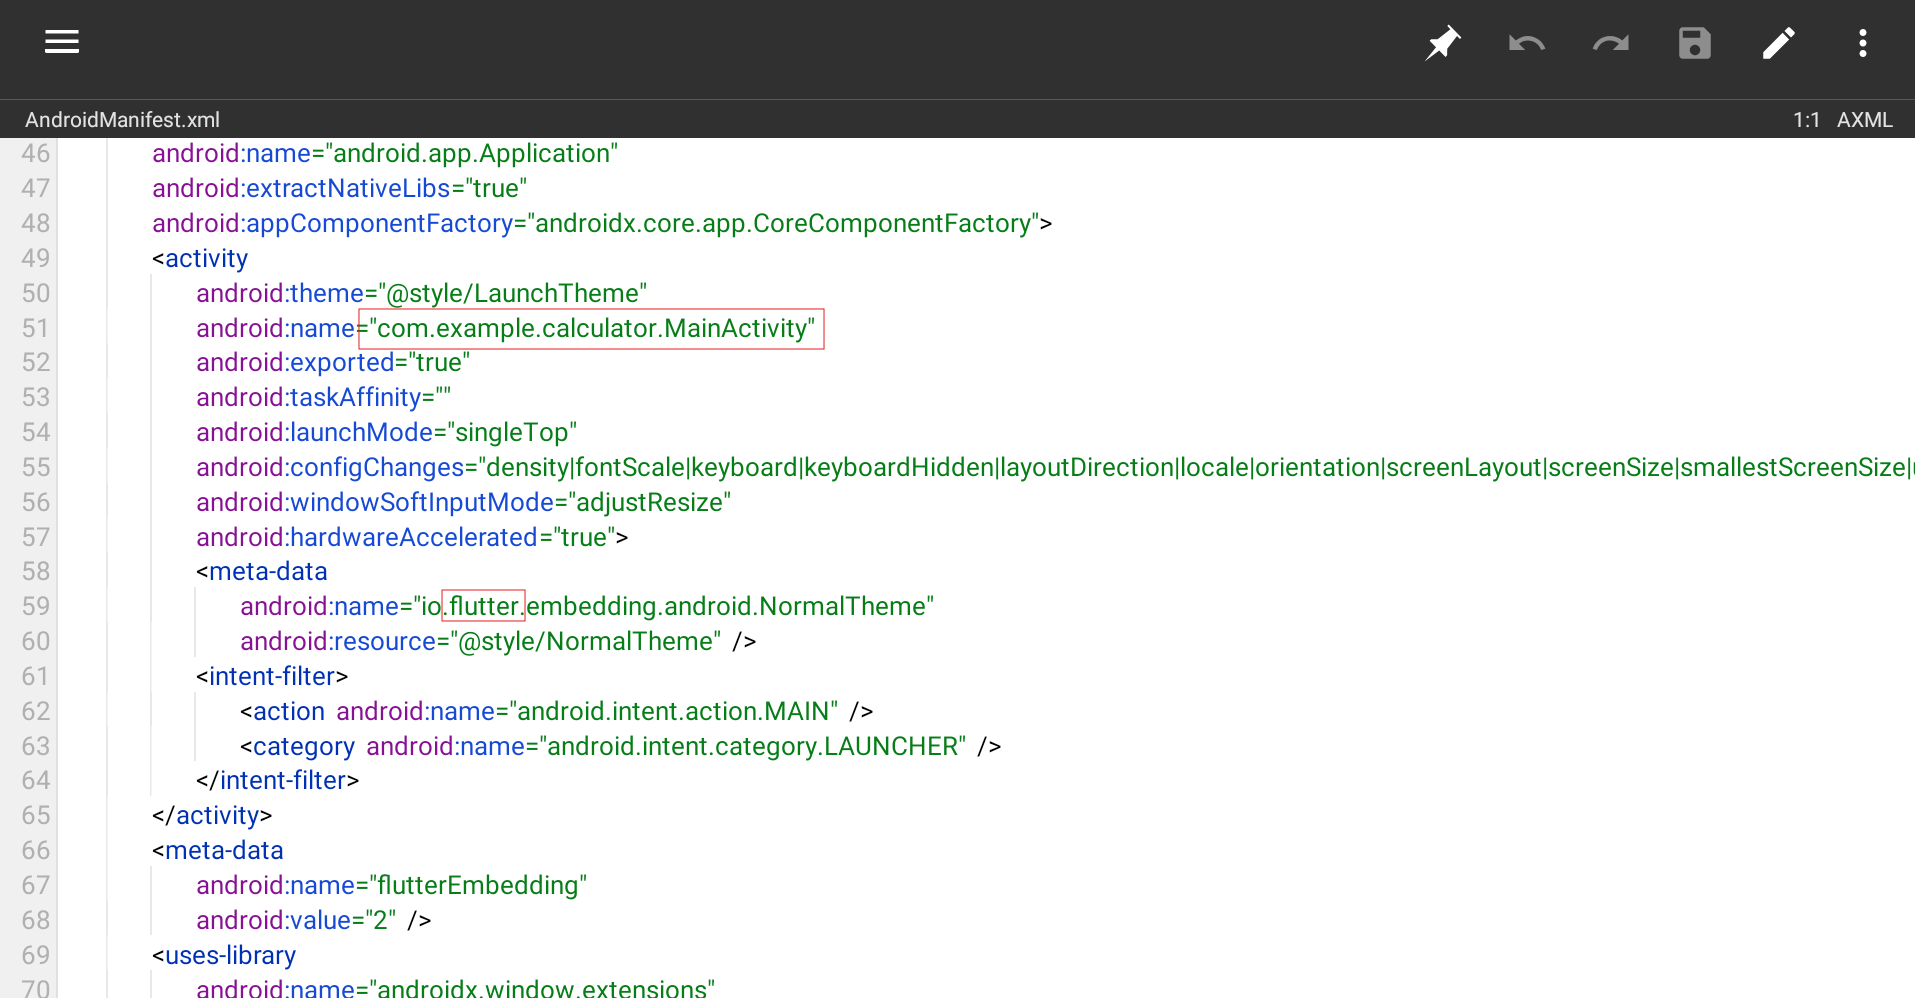 AndroidManifest.xml 1:1 AXML
46 android:name="android.app.Application"
47 android:extractNativeLibs="true"
48 android:appComponentFactory="androidx.core.app.CoreComponentFactory">
49 <activity
50 android:theme="@style/LaunchTheme"
51 android:name="com.example.calculator.MainActivity"
52 android:exported="true"
53 android:taskAffinity=""
54 android:launchMode="singleTop"
55 android:configChanges="density|fontScale|keyboard|keyboardHidden|layoutDirection|locale|orientation|screenLayout|screenSize|smallestScreenSize|
56 android:windowSoftInputMode="adjustResize"
57 android:hardwareAccelerated="true">
58 <meta-data
59 android:name="io.flutter.embedding.android.NormalTheme"
60 android:resource="@style/NormalTheme" />
61 <intent-filter>
62 <action android:name="android.intent.action.MAIN" />
63 <category android:name="android.intent.category.LAUNCHER" />
64 </intent-filter>
65 </activity>
66 <meta-data
67 android:name="flutterEmbedding"
68 android:value="2" />
69 <uses-library
70 android:name="androidx.window.extensions"